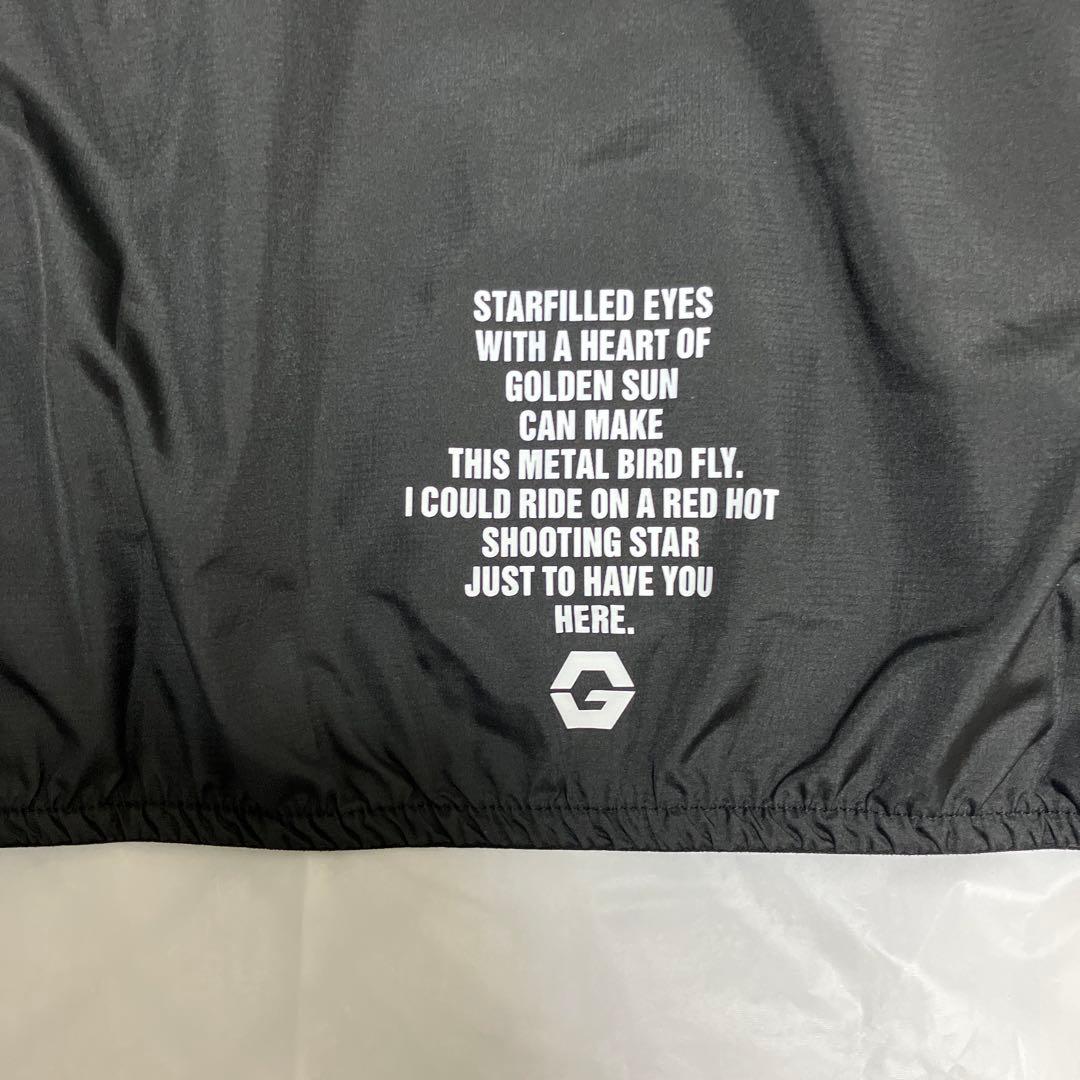 STARFILLED EYES
WITH A HEART OF
GOLDEN SUN
CAN MAKE
THIS METAL BIRD FLY.
I COULD RIDE ON A RED HOT
SHOOTING STAR
JUST TO HAVE YOU
HERE.
G